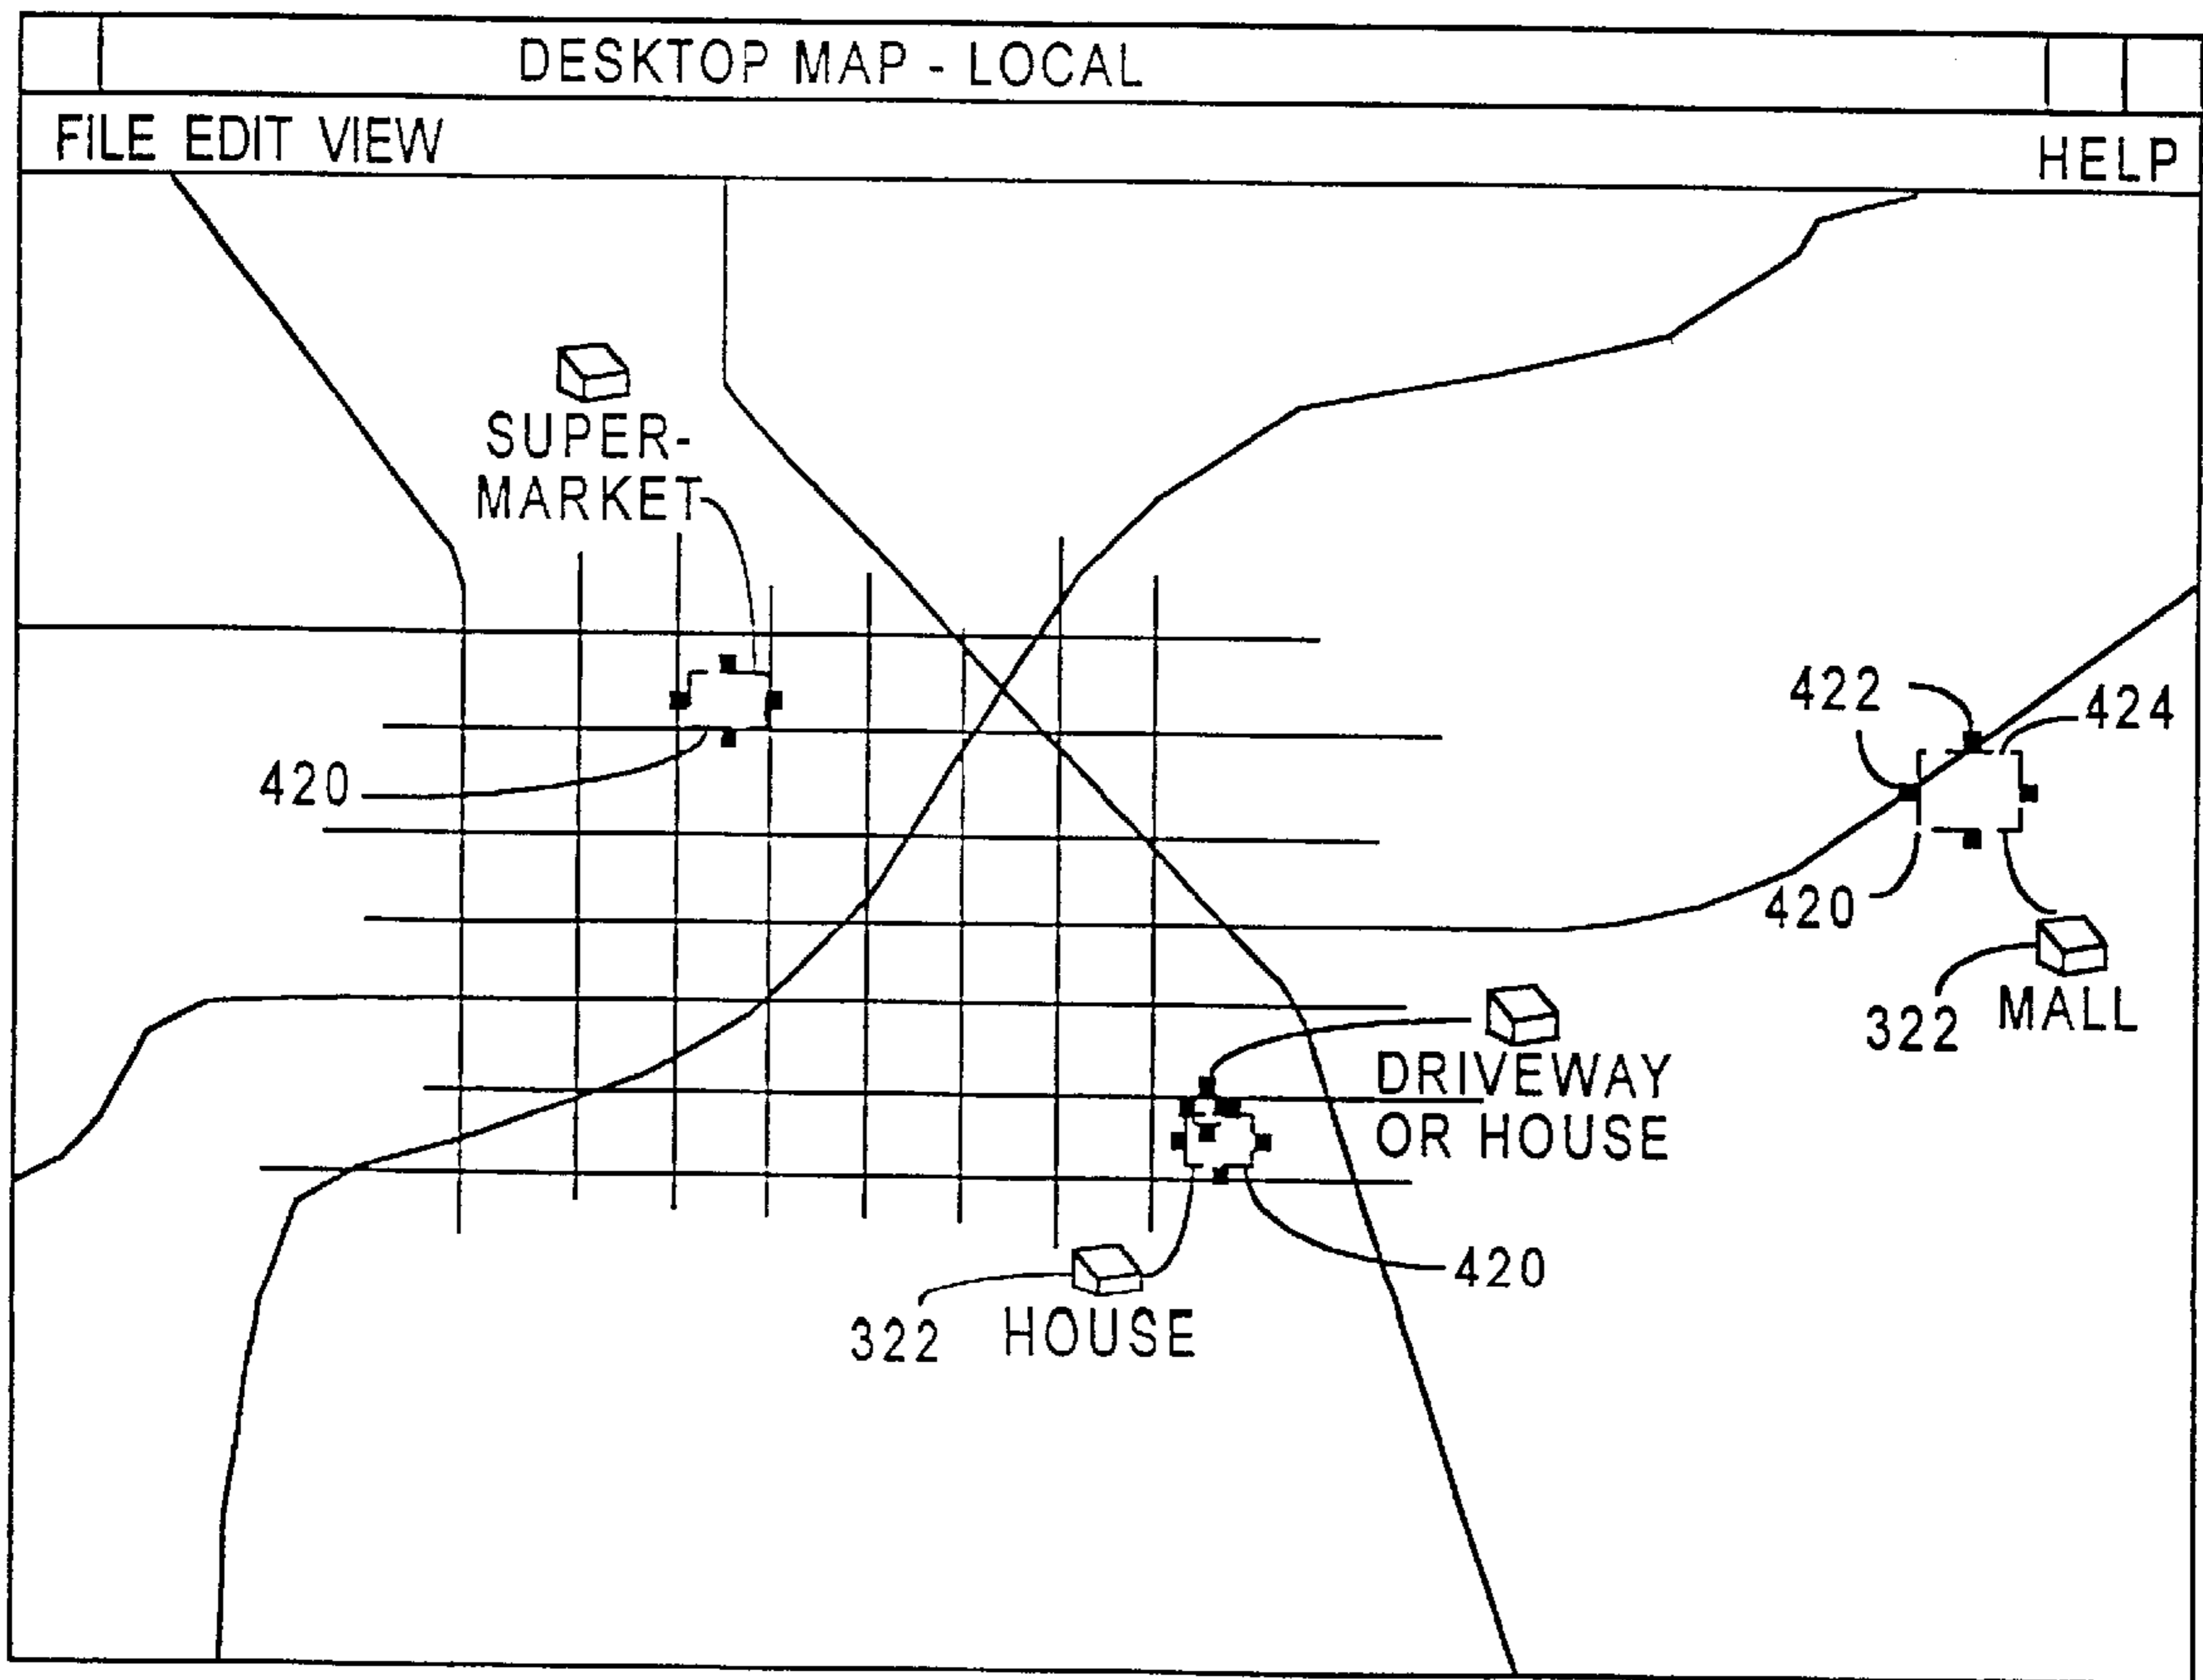 DESKTOP MAP - LOCAL
FILE EDIT VIEW
HELP
SUPER-
MARKET
422
424
420
420
322
MALL
DRIVEWAY
OR HOUSE
420
322
HOUSE